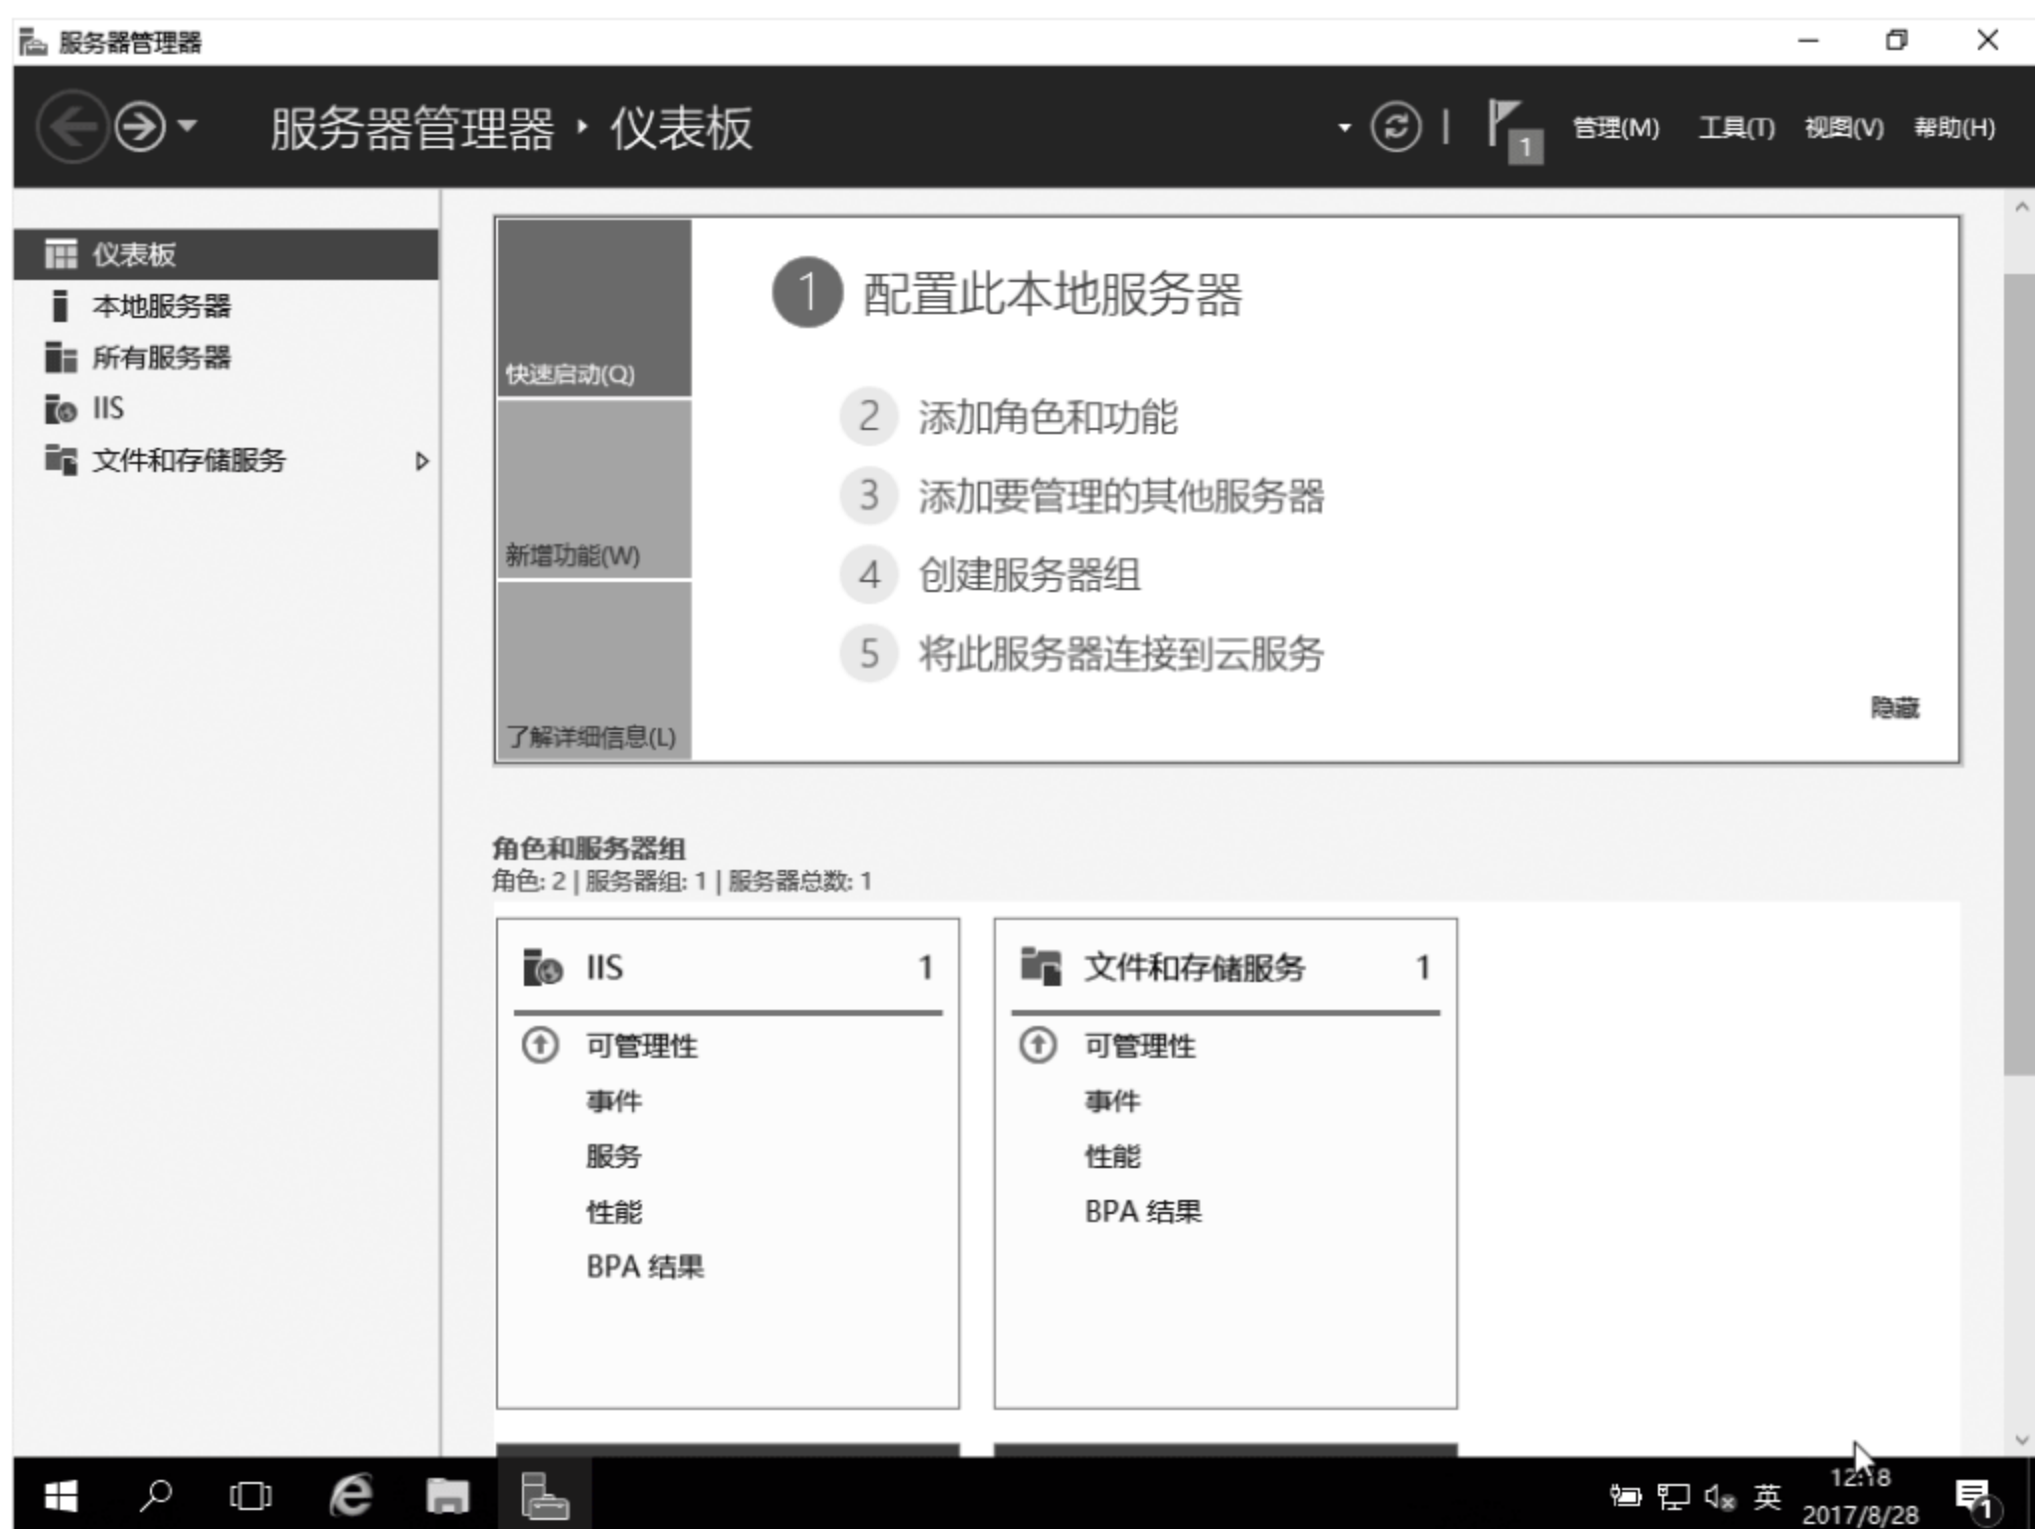 服务器管理器
服务器管理器 ‣ 仪表板
1
管理(M) 工具(T) 视图(V) 帮助(H)
仪表板
本地服务器
所有服务器
IIS
文件和存储服务
快速启动(Q)
新增功能(W)
了解详细信息(L)
1 配置此本地服务器
2 添加角色和功能
3 添加要管理的其他服务器
4 创建服务器组
5 将此服务器连接到云服务
隐藏
角色和服务器组
角色: 2 | 服务器组: 1 | 服务器总数: 1
IIS 1
可管理性
事件
服务
性能
BPA 结果
文件和存储服务 1
可管理性
事件
性能
BPA 结果
英
12:18
2017/8/28
1